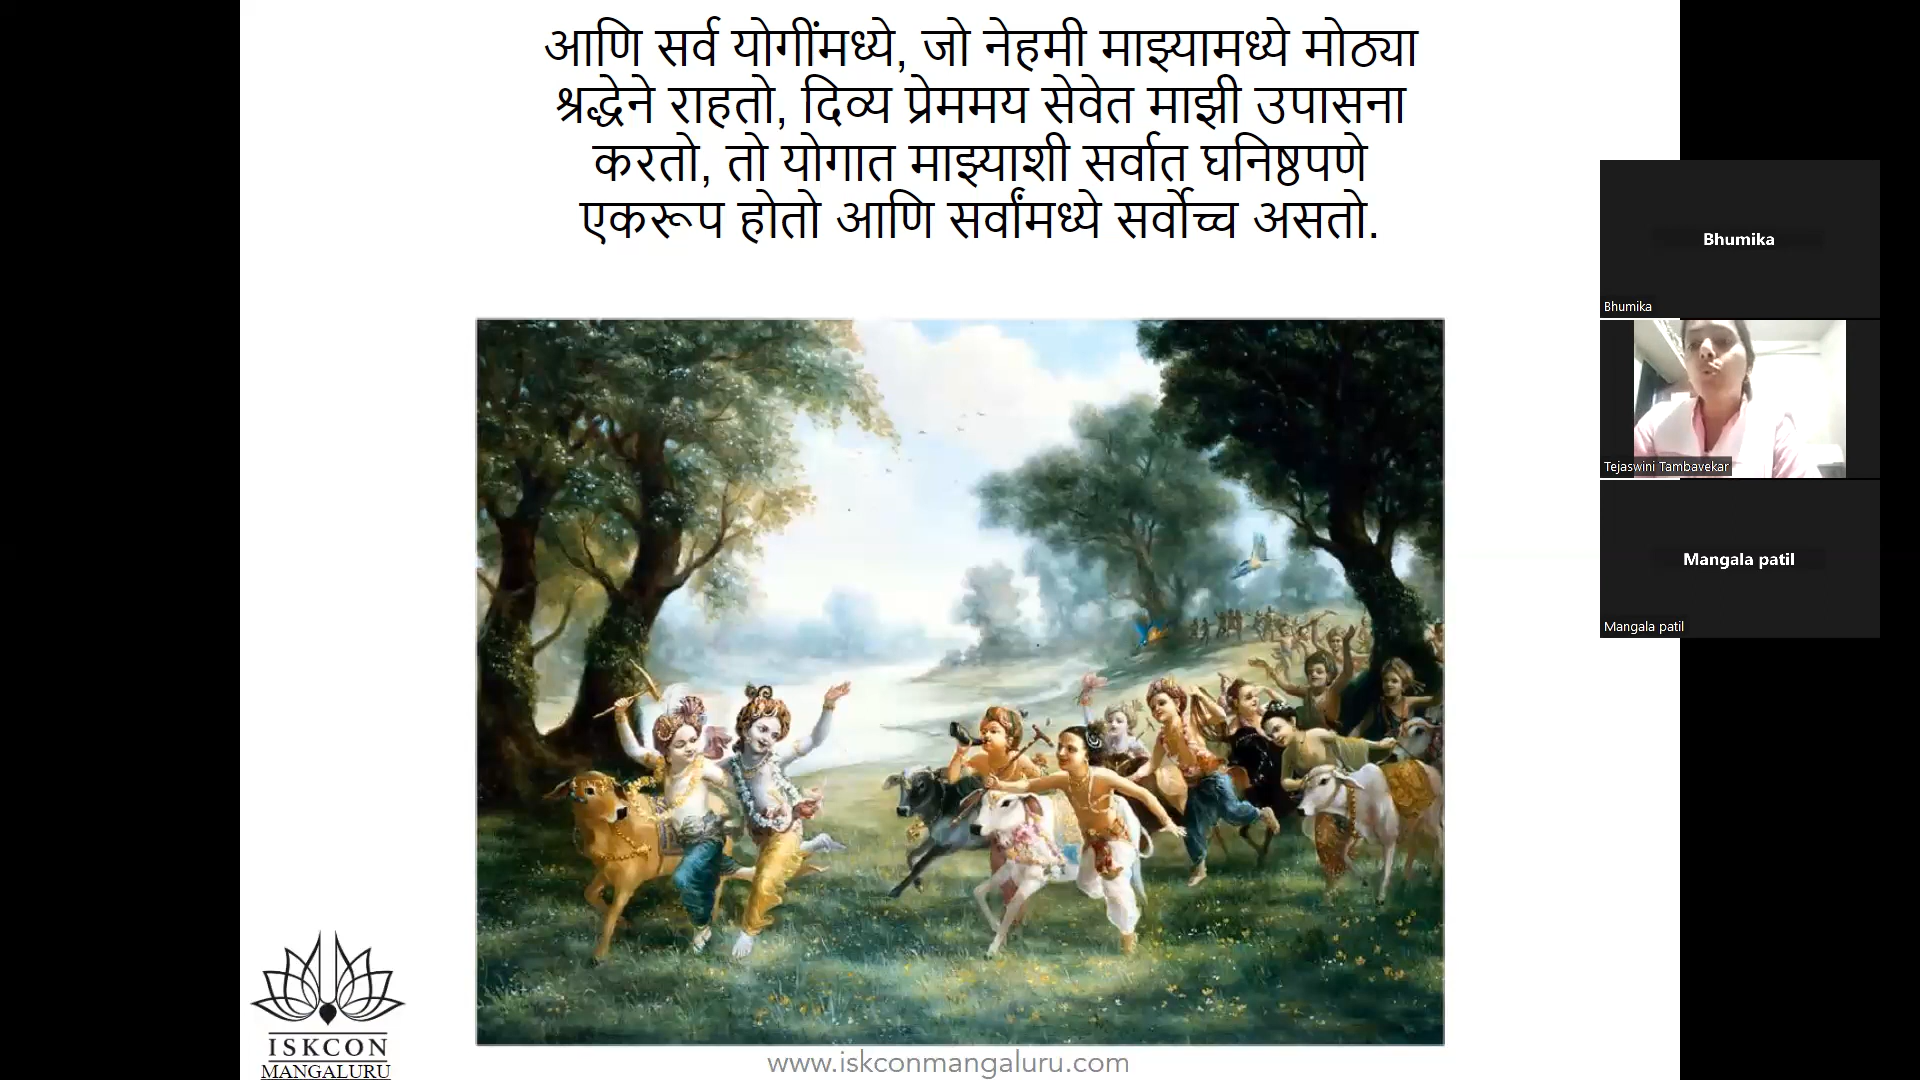 आणि सर्व योगींमध्ये, जो नेहमी माझ्यामध्ये मोठ्या
श्रद्धेने राहतो, दिव्य प्रेममय सेवेत माझी उपासना
करतो, तो योगात माझ्याशी सर्वात घनिष्ठपणे
एकरूप होतो आणि सर्वांमध्ये सर्वोच्च असतो.
Bhumika
Bhumika
Tejaswini Tambavekar
Mangala patil
Mangala patil
ISKCON
MANGALURU
www.iskconmangaluru.com